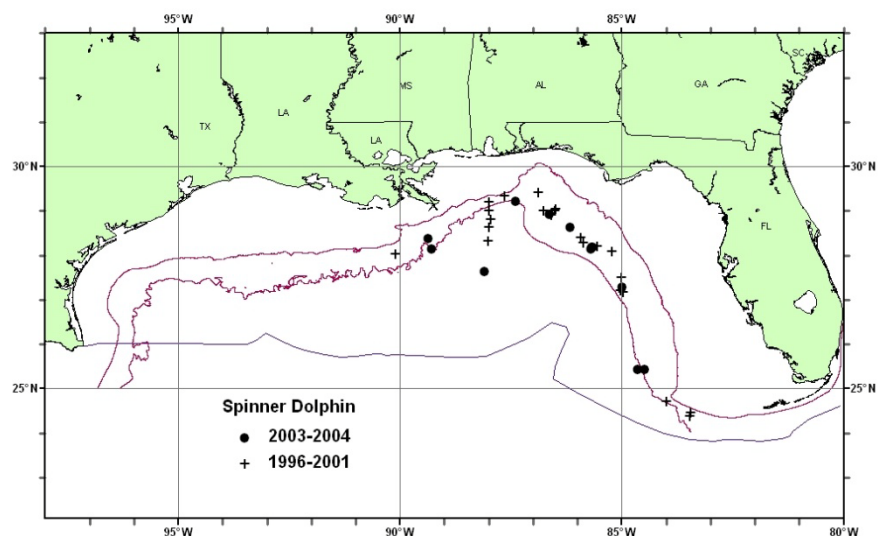 95°W 90°W 85°W
SC
TX LA MS AL GA
LA
30°N 30°N
FL
25°N 25°N
Spinner Dolphin
2003-2004
1996-2001
95°W 90°W 85°W 80°W